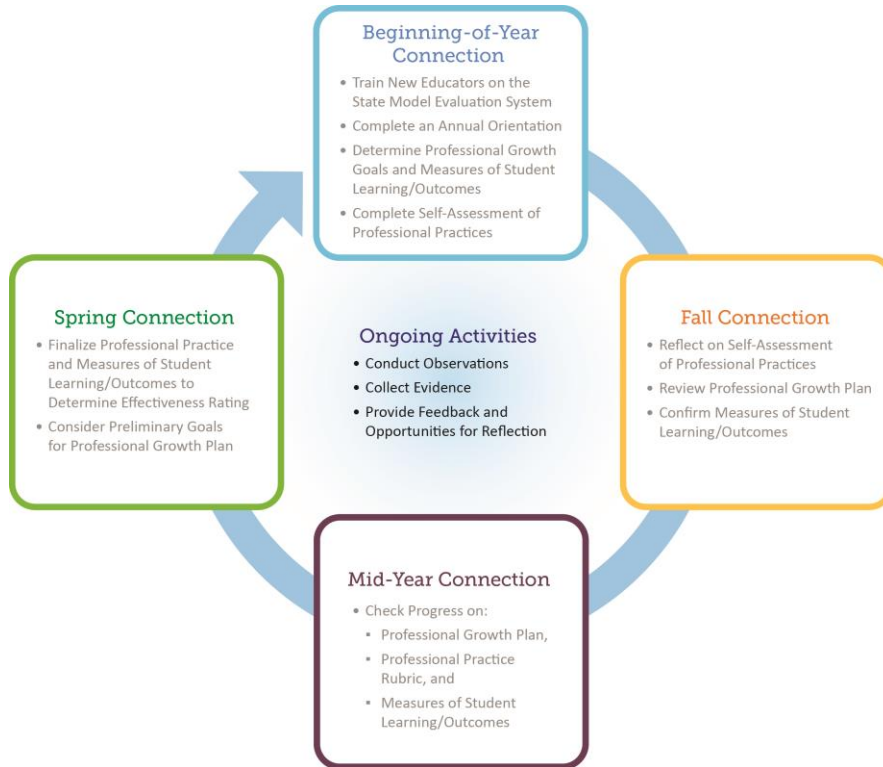 Beginning-of-Year
Connection
• Train New Educators on the
State Model Evaluation System
• Complete an Annual Orientation
• Determine Professional Growth
Goals and Measures of Student
Learning/Outcomes
• Complete Self-Assessment of
Professional Practices
Fall Connection
• Reflect on Self-Assessment
of Professional Practices
• Review Professional Growth Plan
• Confirm Measures of Student
Learning/Outcomes
Mid-Year Connection
• Check Progress on:
• Professional Growth Plan,
• Professional Practice
Rubric, and
• Measures of Student
Learning/Outcomes
Spring Connection
• Finalize Professional Practice
and Measures of Student
Learning/Outcomes to
Determine Effectiveness Rating
• Consider Preliminary Goals
for Professional Growth Plan
Ongoing Activities
• Conduct Observations
• Collect Evidence
• Provide Feedback and
Opportunities for Reflection